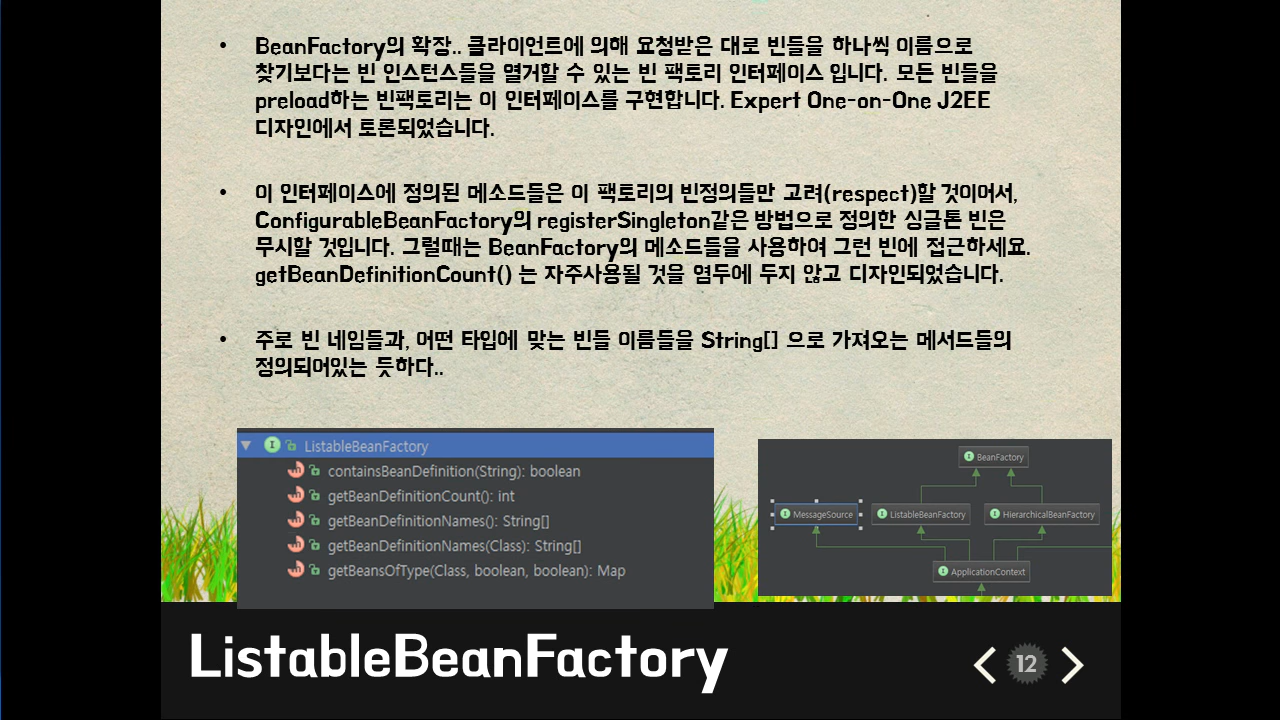 • BeanFactory의 확장.. 클라이언트에 의해 요청받은 대로 빈들을 하나씩 이름으로
찾기보다는 빈 인스턴스들을 열거할 수 있는 빈 팩토리 인터페이스 입니다. 모든 빈들을
preload하는 빈팩토리는 이 인터페이스를 구현합니다. Expert One-on-One J2EE
디자인에서 토론되었습니다.
• 이 인터페이스에 정의된 메소드들은 이 팩토리의 빈정의들만 고려(respect)할 것이며서,
ConfigurableBeanFactory의 registerSingleton같은 방법으로 정의한 싱글톤 빈은
무시할 것입니다. 그럴때는 BeanFactory의 메소드들을 사용하여 그런 빈에 접근하세요.
getBeanDefinitionCount() 는 자주사용될 것을 염두에 두지 않고 디자인되었습니다.
• 주로 빈 네임들과, 어떤 타입에 맞는 빈들 이름들을 String[] 으로 가져오는 메서드들의
정의되어있는 듯하다..
ListableBeanFactory
containsBeanDefinition(String): boolean
getBeanDefinitionCount(): int
getBeanDefinitionNames(): String[]
getBeanDefinitionNames(Class): String[]
getBeansOfType(Class, boolean, boolean): Map
BeanFactory
MessageSource
ListableBeanFactory
HierarchicalBeanFactory
ApplicationContext
ListableBeanFactory
12